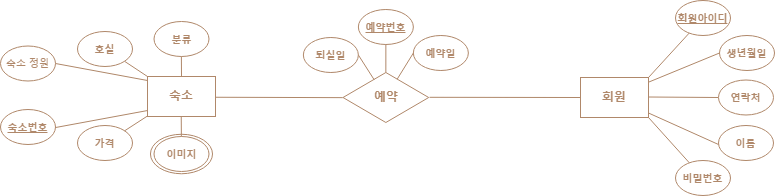 숙소 정원
호실
분류
숙소번호
가격
이미지
숙소
퇴실일
예약번호
예약일
예약
회원
회원아이디
생년월일
연락처
이름
비밀번호